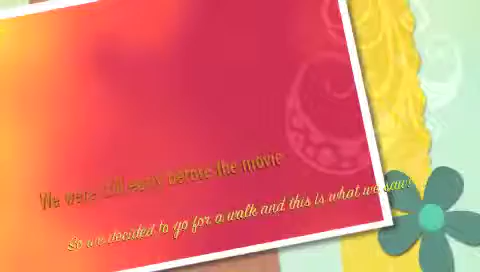 We were still early before the movie
So we decided to go for a walk and this is what we saw!